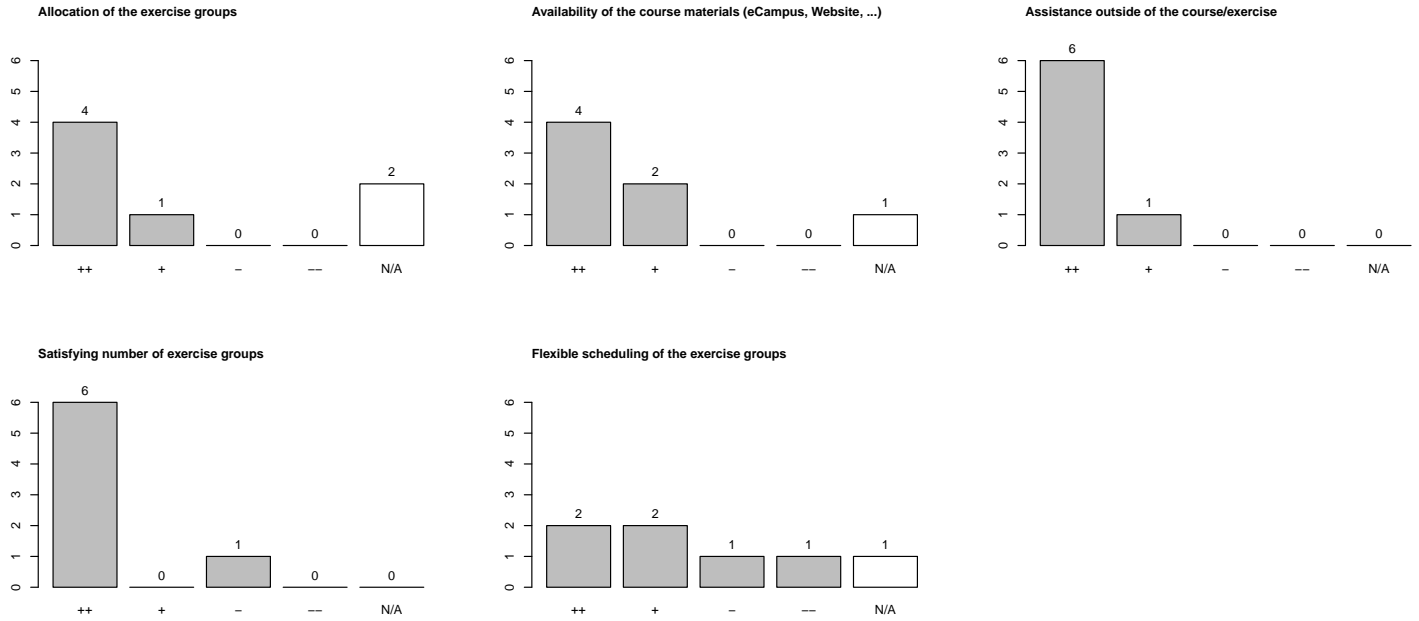 Allocation of the exercise groups
0 1 2 3 4 5 6
4 1 0 0 2
++ + − −− N/A
Availability of the course materials (eCampus, Website, ...)
0 1 2 3 4 5 6
4 2 0 0 1
++ + − −− N/A
Assistance outside of the course/exercise
0 1 2 3 4 5 6
6 1 0 0 0
++ + − −− N/A
Satisfying number of exercise groups
0 1 2 3 4 5 6
6 0 1 0 0
++ + − −− N/A
Flexible scheduling of the exercise groups
0 1 2 3 4 5 6
2 2 1 1 1
++ + − −− N/A